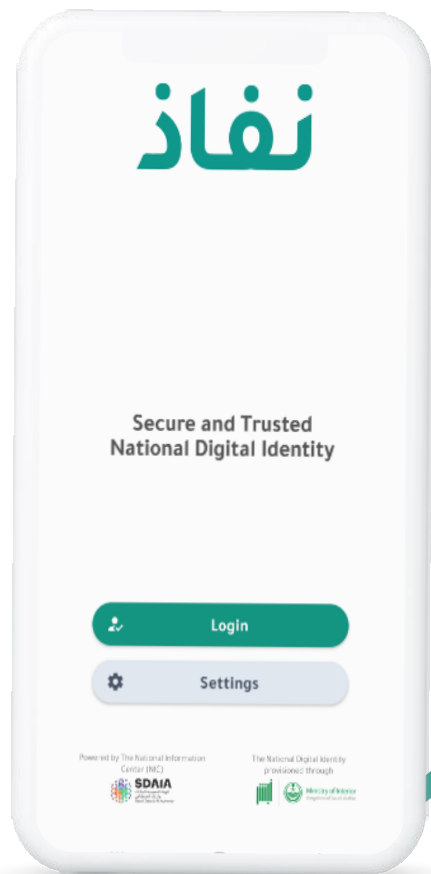 نفاذ
Secure and Trusted
National Digital Identity
Login
Settings
Powered by The National Information
Center (NIC)
SDAIA
The National Digital Identity
provisioned through
Ministry of Interior